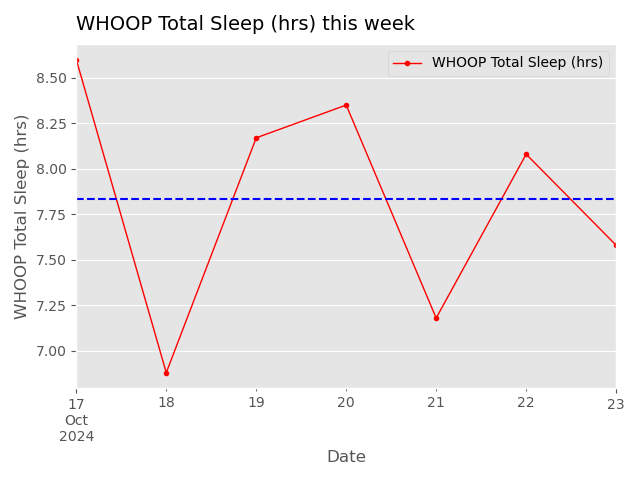 WHOOP Total Sleep (hrs) this week
WHOOP Total Sleep (hrs)
WHOOP Total Sleep (hrs)
8.50
8.25
8.00
7.75
7.50
7.25
7.00
17 18 19 20 21 22 23
Oct
2024
Date